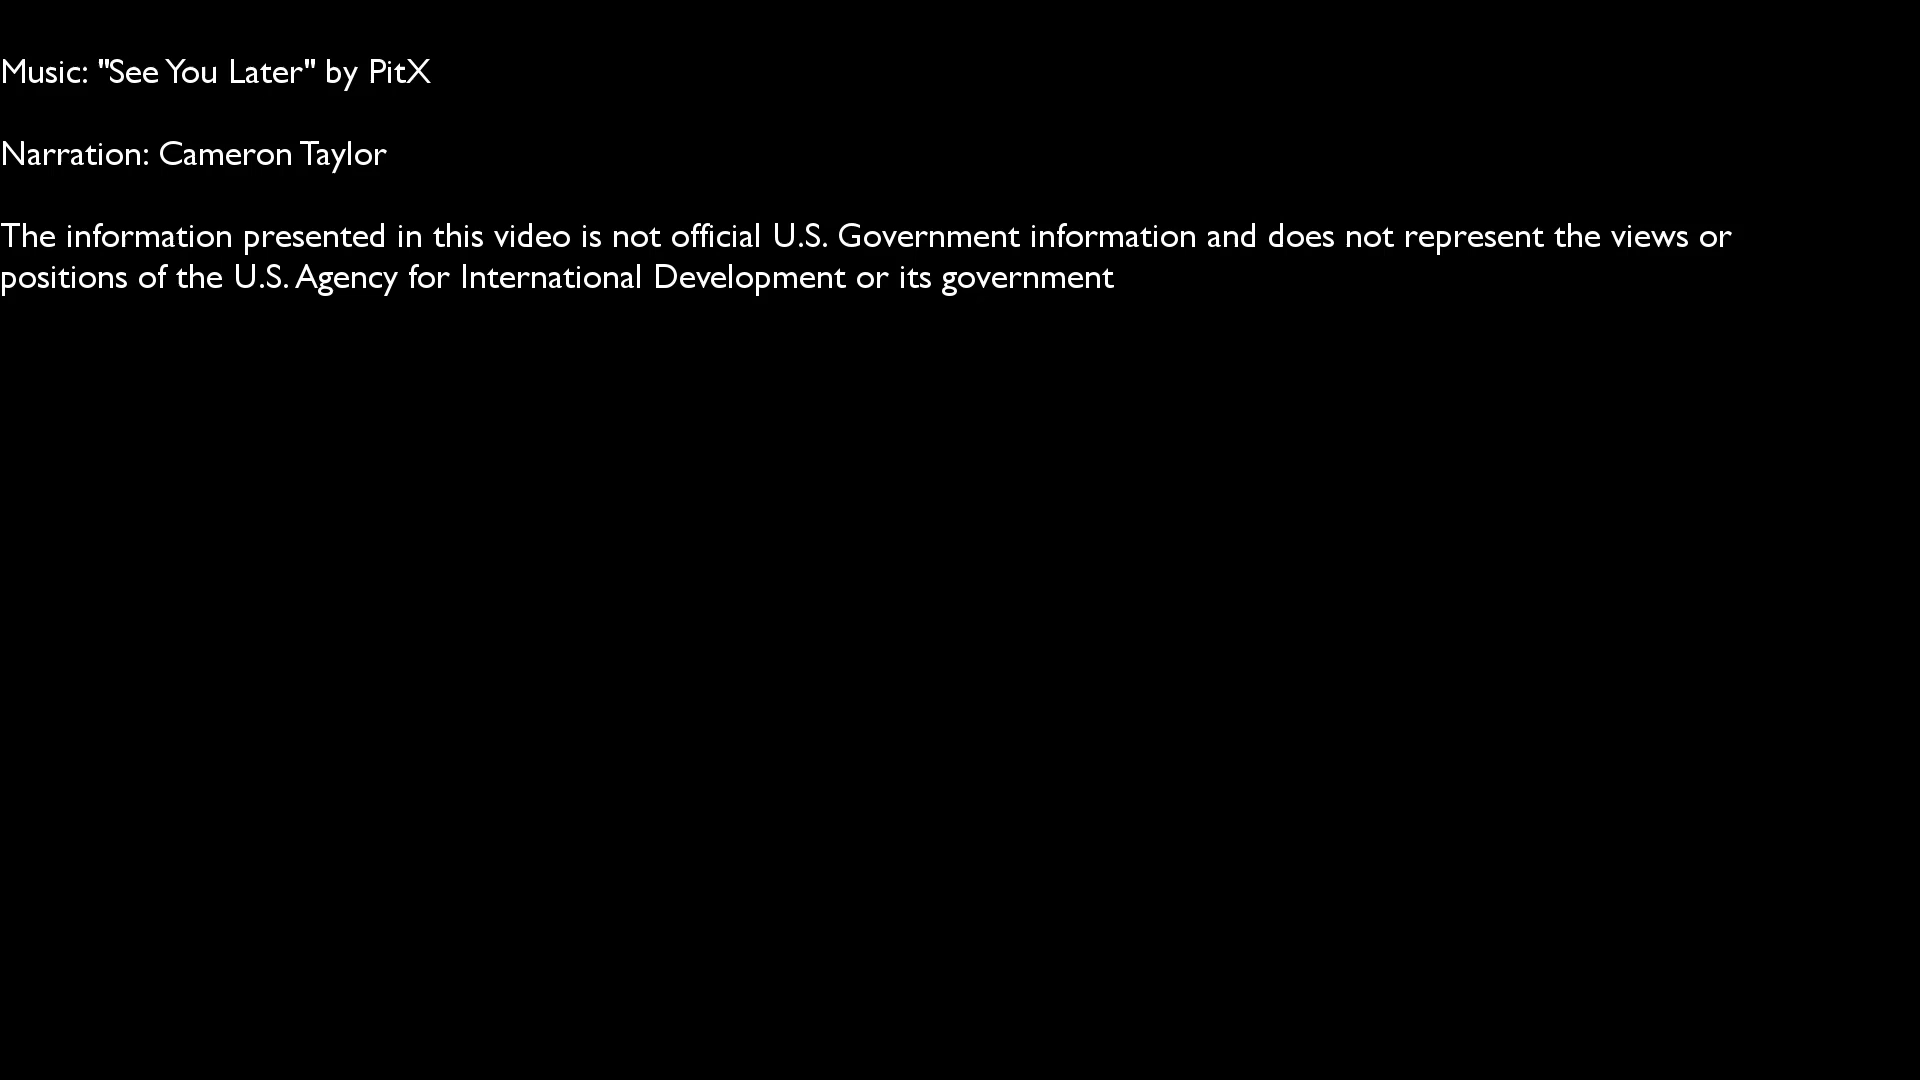 Music: "See You Later" by PitX
Narration: Cameron Taylor
The information presented in this video is not official U.S. Government information and does not represent the views or
positions of the U.S. Agency for International Development or its government